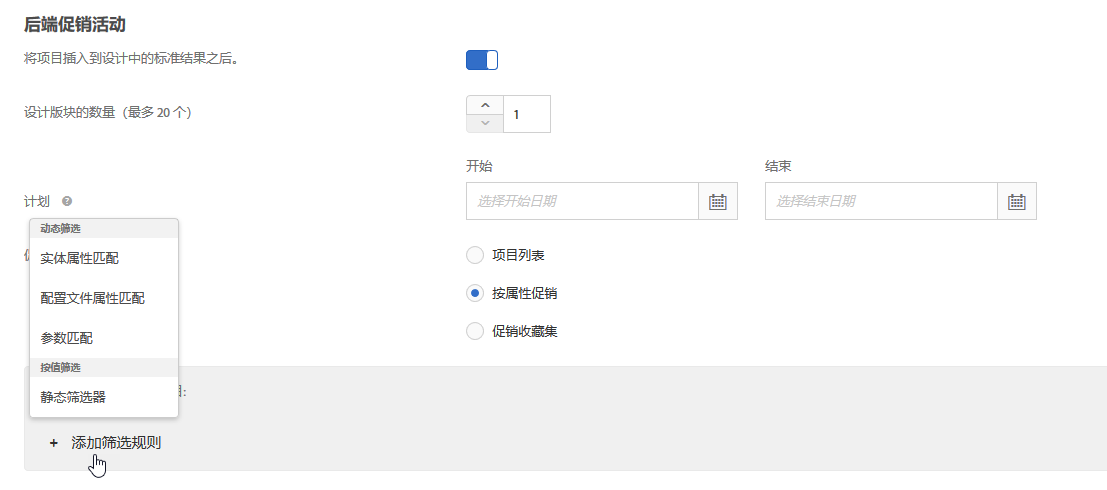 后端促销活动
将项目插入到设计中的标准结果之后。
设计版块的数量（最多 20 个）
1
开始
结束
计划
选择开始日期
选择结束日期
动态筛选
实体属性匹配
项目列表
配置文件属性匹配
按属性促销
参数匹配
促销收藏集
按值筛选
静态筛选器
+ 添加筛选规则